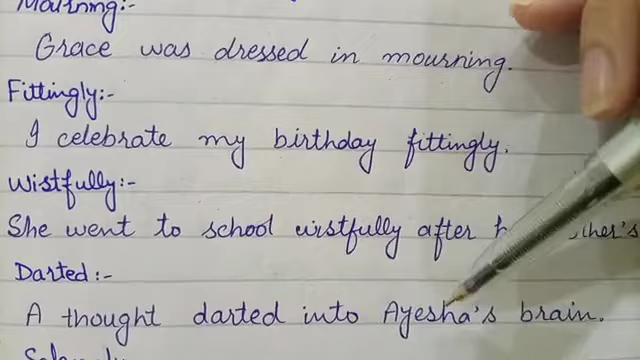 Mourning:-
Grace was dressed in mourning.
Fittingly:-
I celebrate my birthday fittingly.
Wistfully:-
She went to school wistfully after
Darted:-
A thought darted into Ayesha's brain.